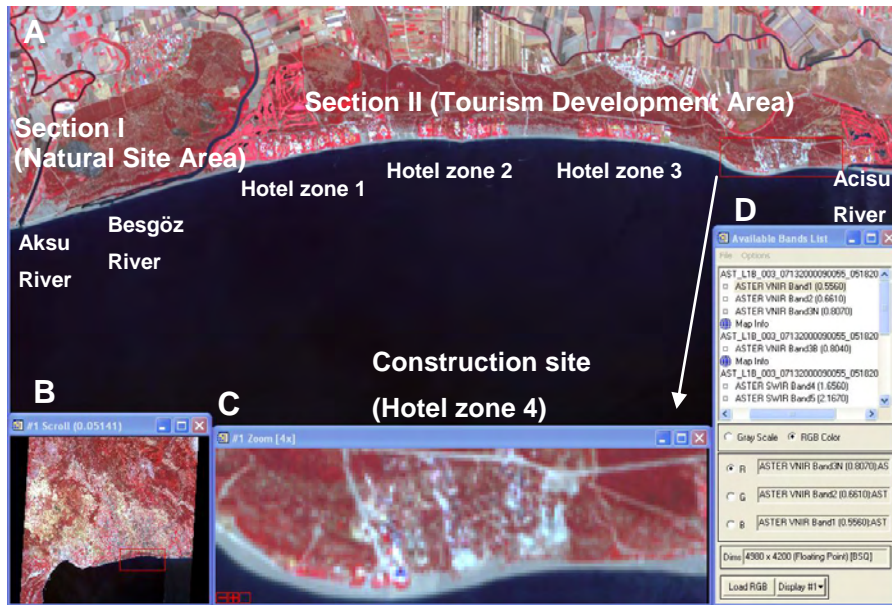 A
Section I
(Natural Site Area)
Section II (Tourism Development Area)
Hotel zone 1
Hotel zone 2
Hotel zone 3
Acisu
River
Aksu
River
Besgöz
River
Construction site
(Hotel zone 4)
B
#1 Scroll (0.05141)
C
#1 Zoom [4x]
D
Available Bands List
File Options
AST_L1B_003_07132000090055_051820
ASTER VNIR Band1 (0.5560)
ASTER VNIR Band2 (0.6610)
ASTER VNIR Band3N (0.8070)
Map Info
AST_L1B_003_07132000090055_051820
ASTER VNIR Band3B (0.8040)
Map Info
AST_L1B_003_07132000090055_051820
ASTER SWIR Band4 (1.6560)
ASTER SWIR Band5 (2.1670)
Gray Scale RGB Color
R ASTER VNIR Band3N (0.8070):AS
G ASTER VNIR Band2 (0.6610):AST
B ASTER VNIR Band1 (0.5560):AST
Dims 4980 x 4200 (Floating Point) [BSQ]
Load RGB Display #1